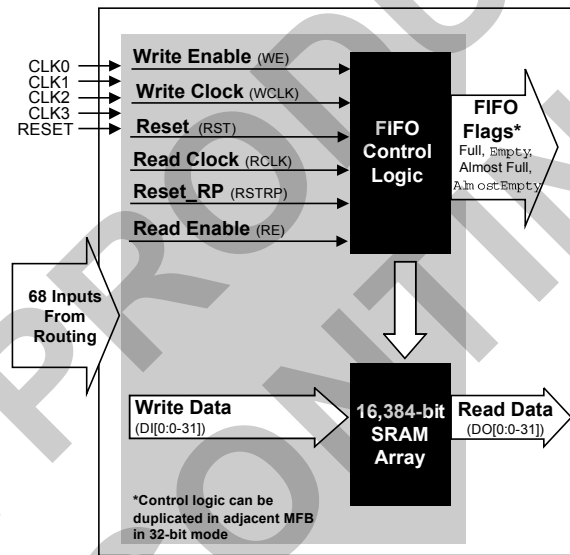 CLK0
CLK1
CLK2
CLK3
RESET
Write Enable (WE)
Write Clock (WCLK)
Reset (RST)
Read Clock (RCLK)
Reset_RP (RSTRP)
Read Enable (RE)
FIFO
Control
Logic
FIFO
Flags*
Full, Empty,
Almost Full,
AlmostEmpty
68 Inputs
From
Routing
Write Data
(DI[0:0-31])
16,384-bit
SRAM
Array
Read Data
(DO[0:0-31])
*Control logic can be
duplicated in adjacent MFB
in 32-bit mode